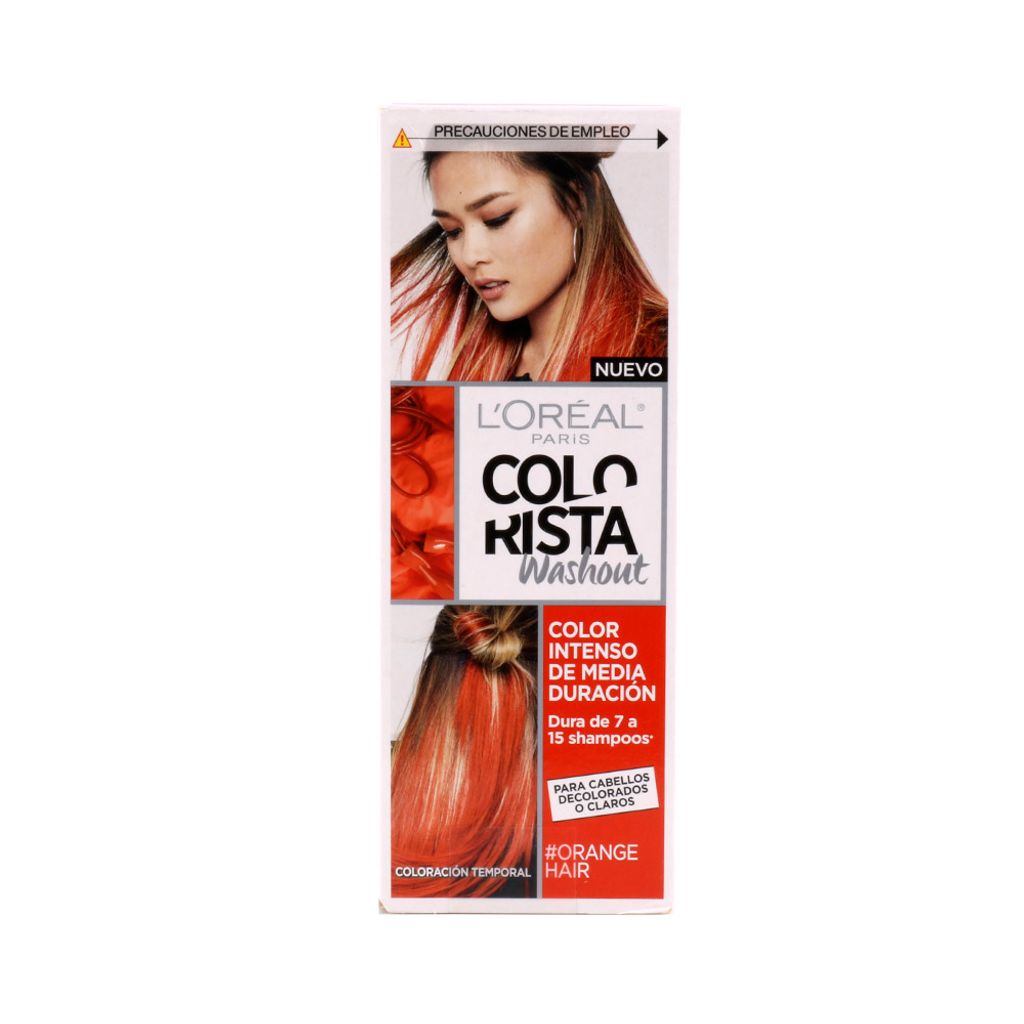 PRECAUCIONES DE EMPLEO
NUEVO
L'ORÉAL®
PARIS
COLO
RISTA
Washout
COLOR
INTENSO
DE MEDIA
DURACIÓN
Dura de 7 a
15 shampoos*
PARA CABELLOS
DECOLORADOS
O CLAROS
#ORANGE
HAIR
COLORACIÓN TEMPORAL